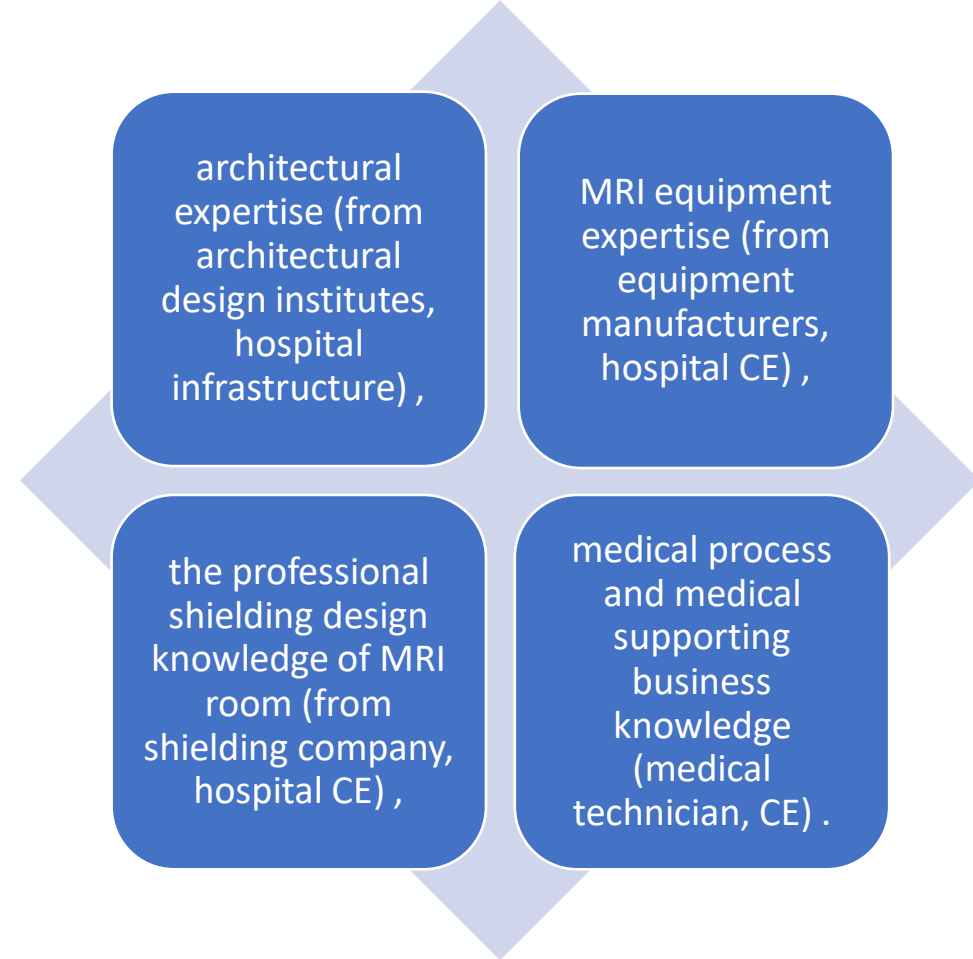 architectural
expertise (from
architectural
design institutes,
hospital
infrastructure) ,
MRI equipment
expertise (from
equipment
manufacturers,
hospital CE) ,
the professional
shielding design
knowledge of MRI
room (from
shielding company,
hospital CE) ,
medical process
and medical
supporting
business
knowledge
(medical
technician, CE) .